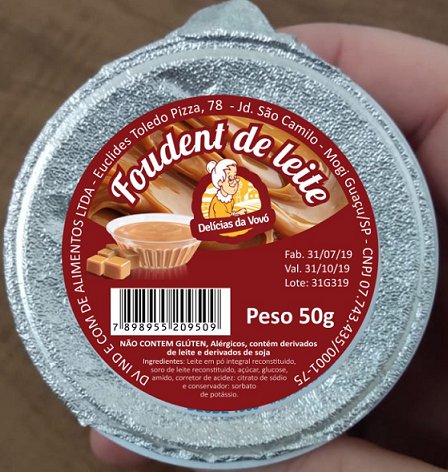 DV IND E COM DE ALIMENTOS LTDA - Euclides Toledo Pizza, 78 - Jd. São Camilo - Mogi Guaçu/SP - CNPJ 07.743.435/0001-75
Foudent de leite
Delícias da Vovó
Fab. 31/07/19
Val. 31/10/19
Lote: 31G319
7 898955 209509
Peso 50g
NÃO CONTEM GLÚTEN, Alérgicos, contém derivados
de leite e derivados de soja
Ingredientes: Leite em pó integral reconstituido,
soro de leite reconstituido, açúcar, glucose,
amido, corretor de acidez: citrato de sódio
e conservador: sorbato
de potássio.